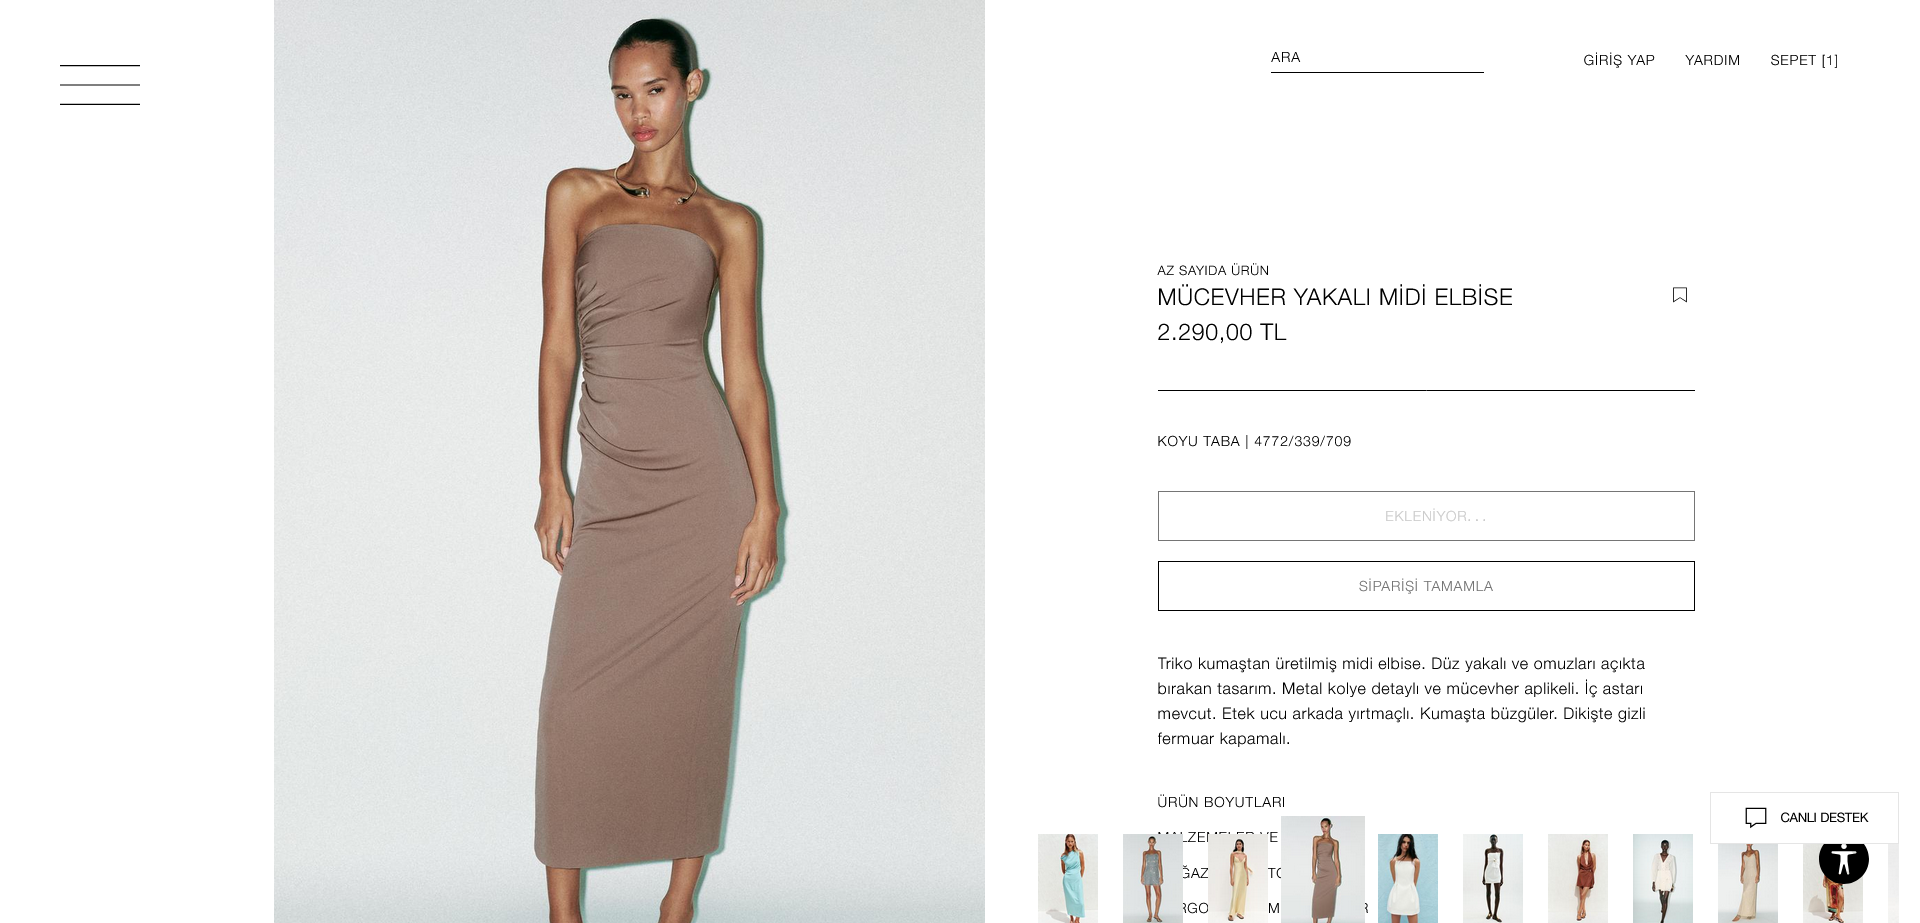 ARA
GİRİŞ YAP
YARDIM
SEPET [1]
AZ SAYIDA ÜRÜN
MÜCEVHER YAKALI MİDİ ELBİSE
2.290,00 TL
KOYU TABA | 4772/339/709
EKLENİYOR...
SİPARİŞİ TAMAMLA
Triko kumaştan üretilmiş midi elbise. Düz yakalı ve omuzları açıkta
bırakan tasarım. Metal kolye detaylı ve mücevher aplikeli. İç astarı
mevcut. Etek ucu arkada yırtmaçlı. Kumaşta büzgüler. Dikişte gizli
fermuar kapamalı.
ÜRÜN BOYUTLARI
CANLI DESTEK